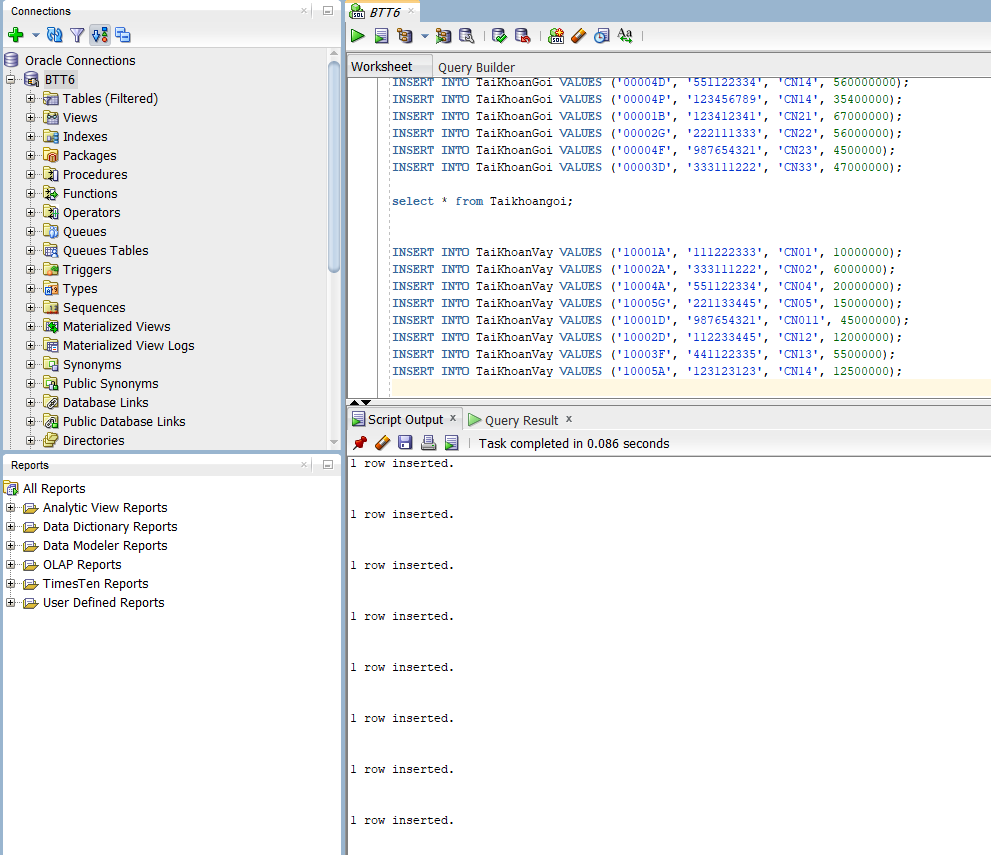 Connections
Oracle Connections
BTT6
Tables (Filtered)
Views
Indexes
Packages
Procedures
Functions
Operators
Queues
Queues Tables
Triggers
Types
Sequences
Materialized Views
Materialized View Logs
Synonyms
Public Synonyms
Database Links
Public Database Links
Directories
Reports
All Reports
Analytic View Reports
Data Dictionary Reports
Data Modeler Reports
OLAP Reports
TimesTen Reports
User Defined Reports
BTT6
Worksheet Query Builder
INSERT INTO TaiKhoanGoi VALUES ('00004D', '551122334', 'CN14', 560000000);
INSERT INTO TaiKhoanGoi VALUES ('00004P', '123456789', 'CN14', 35400000);
INSERT INTO TaiKhoanGoi VALUES ('00001B', '123412341', 'CN21', 67000000);
INSERT INTO TaiKhoanGoi VALUES ('00002G', '222111333', 'CN22', 56000000);
INSERT INTO TaiKhoanGoi VALUES ('00004F', '987654321', 'CN23', 4500000);
INSERT INTO TaiKhoanGoi VALUES ('00003D', '333111222', 'CN33', 47000000);
select * from Taikhoangoi;
INSERT INTO TaiKhoanVay VALUES ('10001A', '111222333', 'CN01', 10000000);
INSERT INTO TaiKhoanVay VALUES ('10002A', '333111222', 'CN02', 6000000);
INSERT INTO TaiKhoanVay VALUES ('10004A', '551122334', 'CN04', 20000000);
INSERT INTO TaiKhoanVay VALUES ('10005G', '221133445', 'CN05', 15000000);
INSERT INTO TaiKhoanVay VALUES ('10001D', '987654321', 'CN011', 45000000);
INSERT INTO TaiKhoanVay VALUES ('10002D', '112233445', 'CN12', 12000000);
INSERT INTO TaiKhoanVay VALUES ('10003F', '441122335', 'CN13', 5500000);
INSERT INTO TaiKhoanVay VALUES ('10005A', '123123123', 'CN14', 12500000);
Script Output Query Result
Task completed in 0.086 seconds
1 row inserted.
1 row inserted.
1 row inserted.
1 row inserted.
1 row inserted.
1 row inserted.
1 row inserted.
1 row inserted.